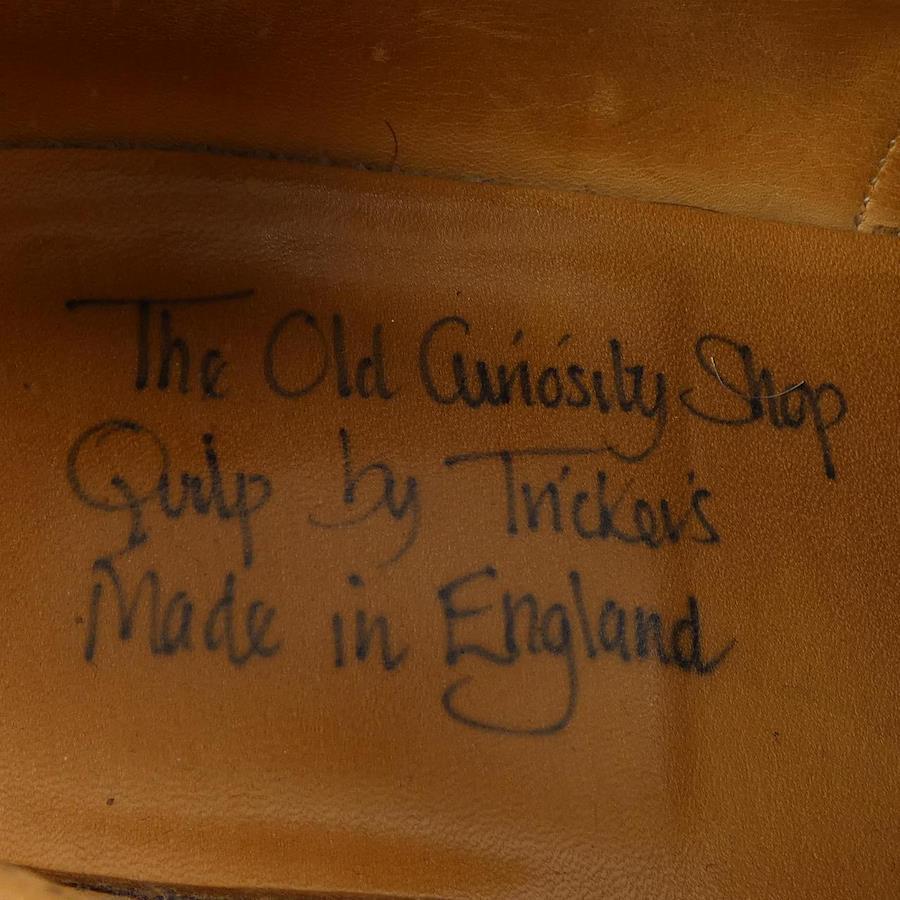 The Old Curiosity Shop
Quilp by Tricker's
Made in England